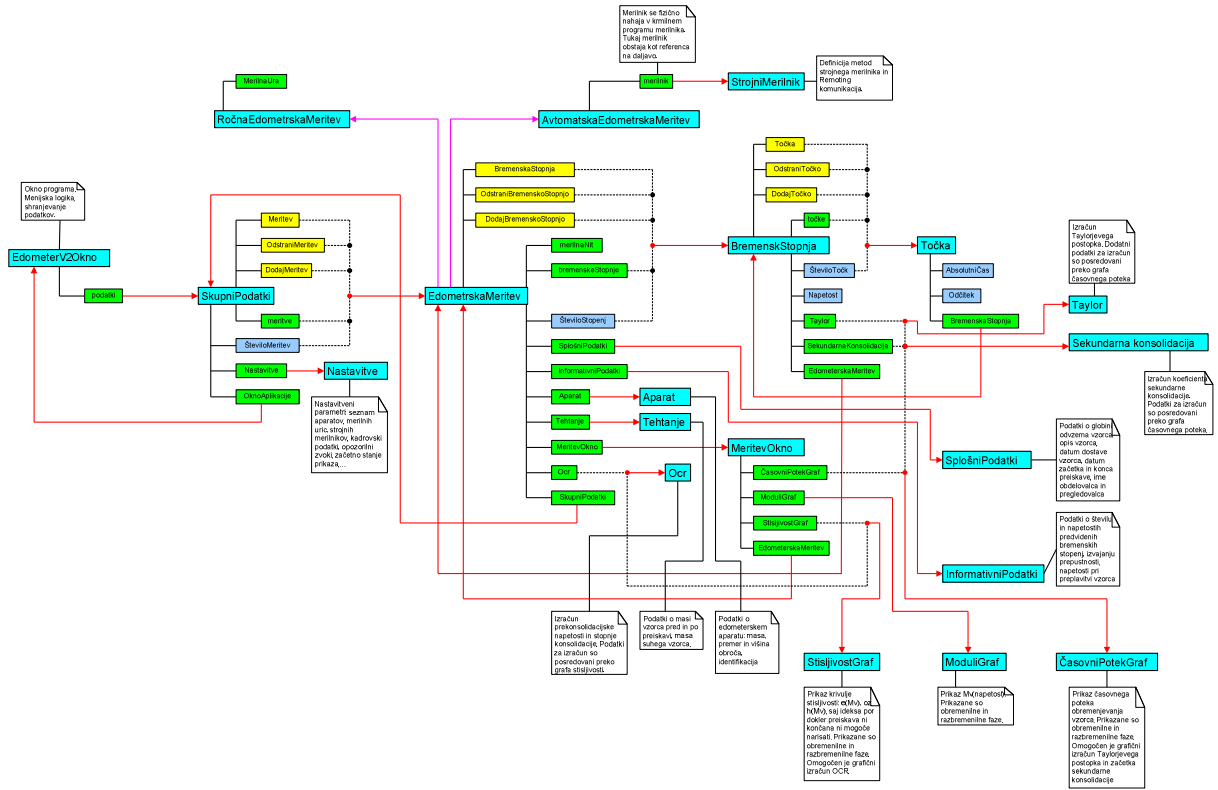 Merilnik se fizično
nahaja v krmilnem
programu merilnika.
Tukaj merilnik
obstaja kot referenca
na daljavo.
MerilnaUra
merilnik
StrojniMerilnik
Definicija metod
strojnega merilnika in
Remoting
komunikacija.
RočnaEdometrskaMeritev
AvtomatskaEdometrskaMeritev
Okno programa.
Menijska logika,
shranjevanje
podatkov.
EdometerV2Okno
podatki
Meritev
OdstraniMeritev
DodajMeritev
SkupniPodatki
meritve
ŠteviloMeritev
Nastavitve
OknoAplikacije
Nastavitve
Nastavitveni
parametri: seznam
aparatov, merilnih
uric, strojnih
merilnikov, kadrovski
podatki, opozorilni
zvoki, začetno stanje
prikaza,...
BremenskaStopnja
OdstraniBremenskoStopnjo
DodajBremenskoStopnjo
merilnaNit
bremenskeStopnje
EdometrskaMeritev
ŠteviloStopenj
SplošniPodatki
InformativniPodatki
Aparat
Tehtanje
MeritevOkno
Ocr
SkupniPodatki
Aparat
Tehtanje
Ocr
Točka
OdstraniTočko
DodajTočko
točke
BremenskStopnja
ŠteviloTočk
Napetost
Taylor
SekundarnaKonsolidacija
EdometerskaMeritev
Točka
AbsolutniČas
Odčitek
BremenskaStopnja
Izračun
Taylorjevega
postopka. Dodatni
podatki za izračun
so posredovani
preko grafa
časovnega poteka
Taylor
Sekundarna konsolidacija
Izračun koeficienta
sekundarne
konsolidacije.
Podatki za izračun
so posredovani
preko grafa
časovnega poteka.
MeritevOkno
ČasovniPotekGraf
ModuliGraf
StisljivostGraf
EdometerskaMeritev
SplošniPodatki
Podatki o globini
odvzema vzorca,
opis vzorca,
datum dostave
vzorca, datum
začetka in konca
preiskave, ime
obdelovalca in
pregledovalca
InformativniPodatki
Podatki o številu
in napetostih
predvidenih
bremenskih
stopenj, izvajanju
prepustnosti,
napetosti pri
preplavitvi vzorca
Izračun
prekonsolidacijske
napetosti in stopnje
konsolidacije. Podatki
za izračun so
posredovani preko
grafa stisljivosti.
Podatki o masi
vzorca pred in po
preiskavi, masa
suhega vzorca.
Podatki o
edometerskem
aparatu: masa,
premer in višina
obroča,
identifikacija
StisljivostGraf
Prikaz krivulje
stisljivosti: e(Mv), oz.
h(Mv), saj ideksa por
dokler preiskava ni
končana ni mogoče
narisati. Prikazane so
obremenilne in
razbremenilne faze.
Omogočen je grafični
izračun OCR.
ModuliGraf
Prikaz Mv(napetost).
Prikazane so
obremenilne in
razbremenilne faze.
ČasovniPotekGraf
Prikaz časovnega
poteka
obremenjevanja
vzorca. Prikazane so
obremenilne in
razbremenilne faze.
Omogočen je grafični
izračun Taylorjevega
postopka in začetka
sekundarne
konsolidacije